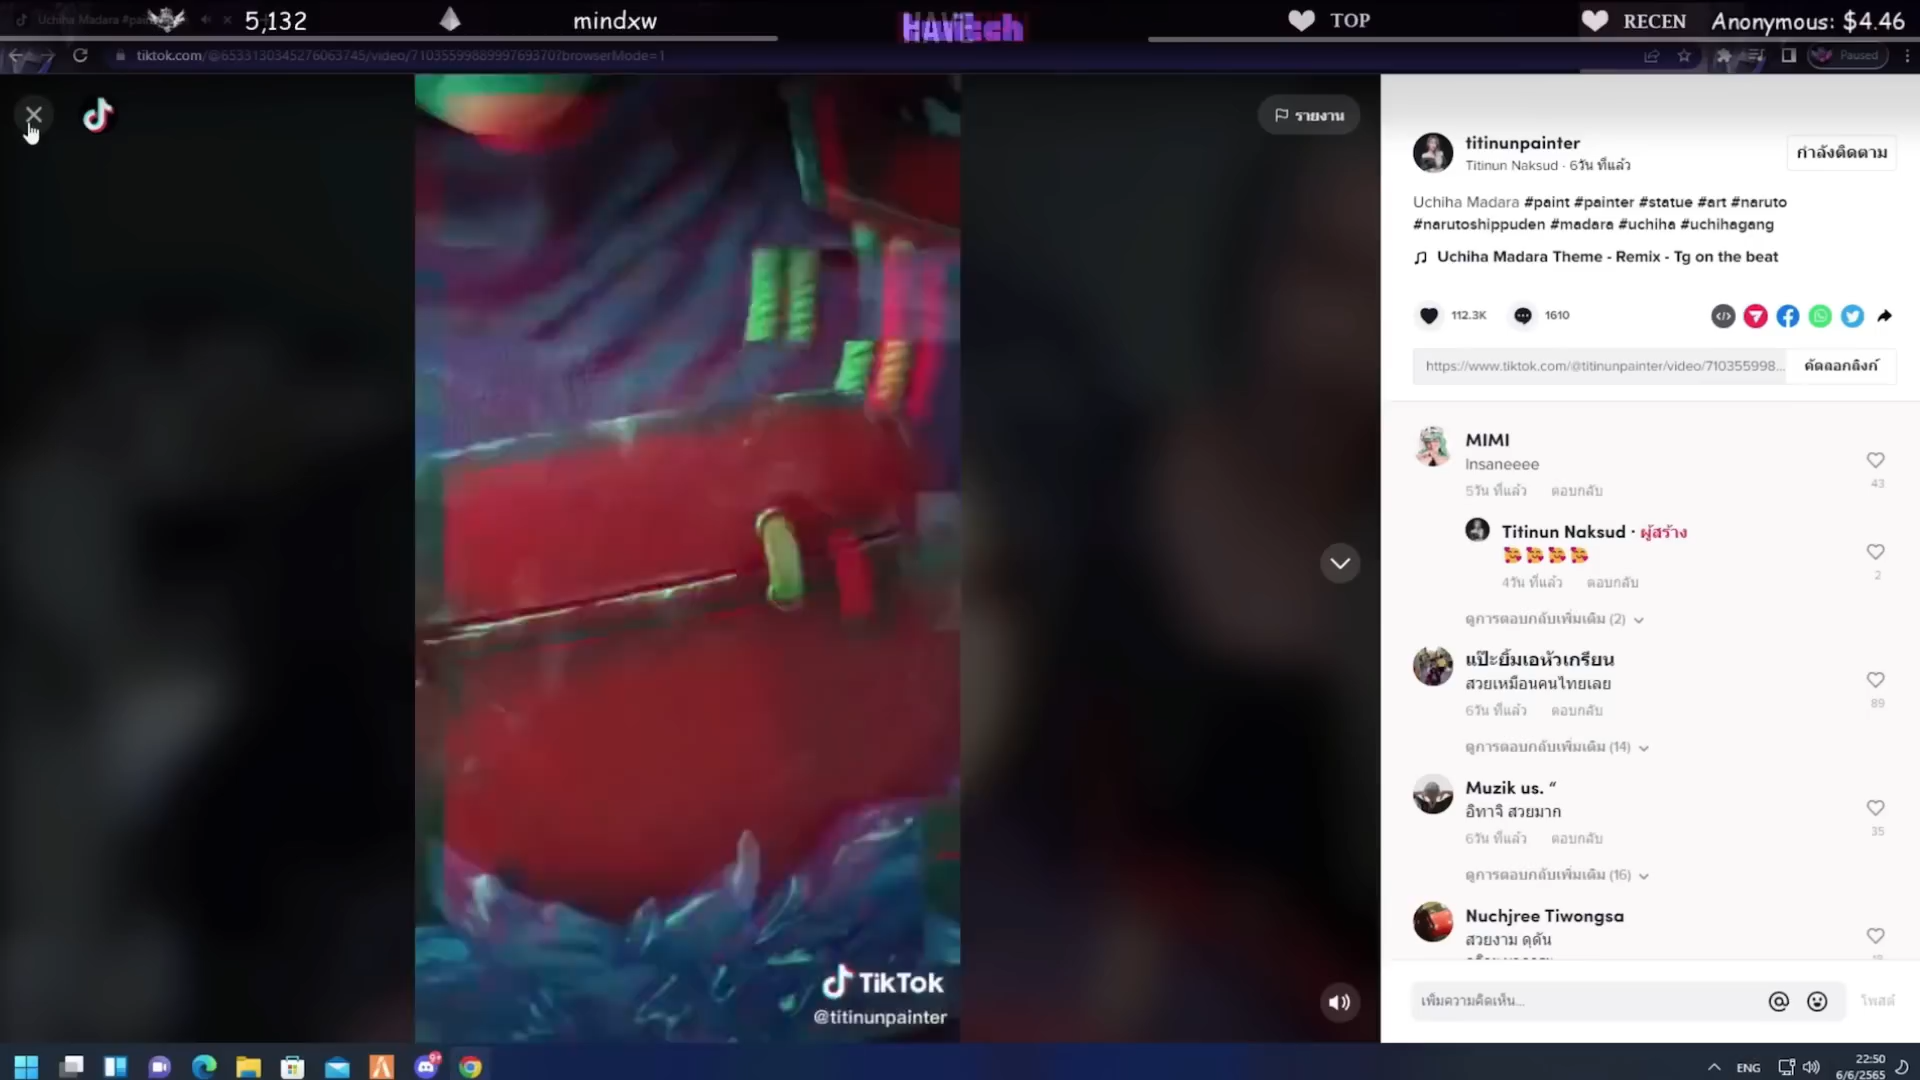 Uchiha Madara #pain
5,132
mindxw
HAVEtech
TOP
RECEN
Anonymous: $4.46
tiktok.com/@6533130345276063745/video/7103559988999769370?browserMode=1
Paused
รายงาน
titinunpainter
Titinun Naksud · 6วัน ที่แล้ว
กำลังติดตาม
Uchiha Madara #paint #painter #statue #art #naruto
#narutoshippuden #madara #uchiha #uchihagang
Uchiha Madara Theme - Remix - Tg on the beat
112.3K
1610
https://www.tiktok.com/@titinunpainter/video/710355998...
คัดลอกลิงก์
MIMI
Insaneeee
43
5วัน ที่แล้ว ตอบกลับ
Titinun Naksud · ผู้สร้าง
🥰🥰🥰🥰
2
4วัน ที่แล้ว ตอบกลับ
ดูการตอบกลับเพิ่มเติม (2)
แป๊ะยิ้มเอหัวเกรียน
สวยเหมือนคนไทยเลย
89
6วัน ที่แล้ว ตอบกลับ
ดูการตอบกลับเพิ่มเติม (14)
Muzik us. “
อิทาจิ สวยมาก
35
6วัน ที่แล้ว ตอบกลับ
ดูการตอบกลับเพิ่มเติม (16)
Nuchjree Tiwongsa
สวยงาม ดุดัน
TikTok
@titinunpainter
เพิ่มความคิดเห็น...
โพสต์
ENG
22:50
6/6/2565